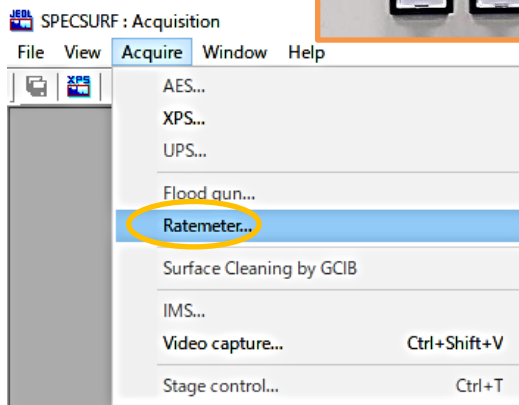 JEOL SPECSURF : Acquisition
File View Acquire Window Help
XPS
AES...
XPS...
UPS...
Flood gun...
Ratemeter...
Surface Cleaning by GCIB
IMS...
Video capture... Ctrl+Shift+V
Stage control... Ctrl+T